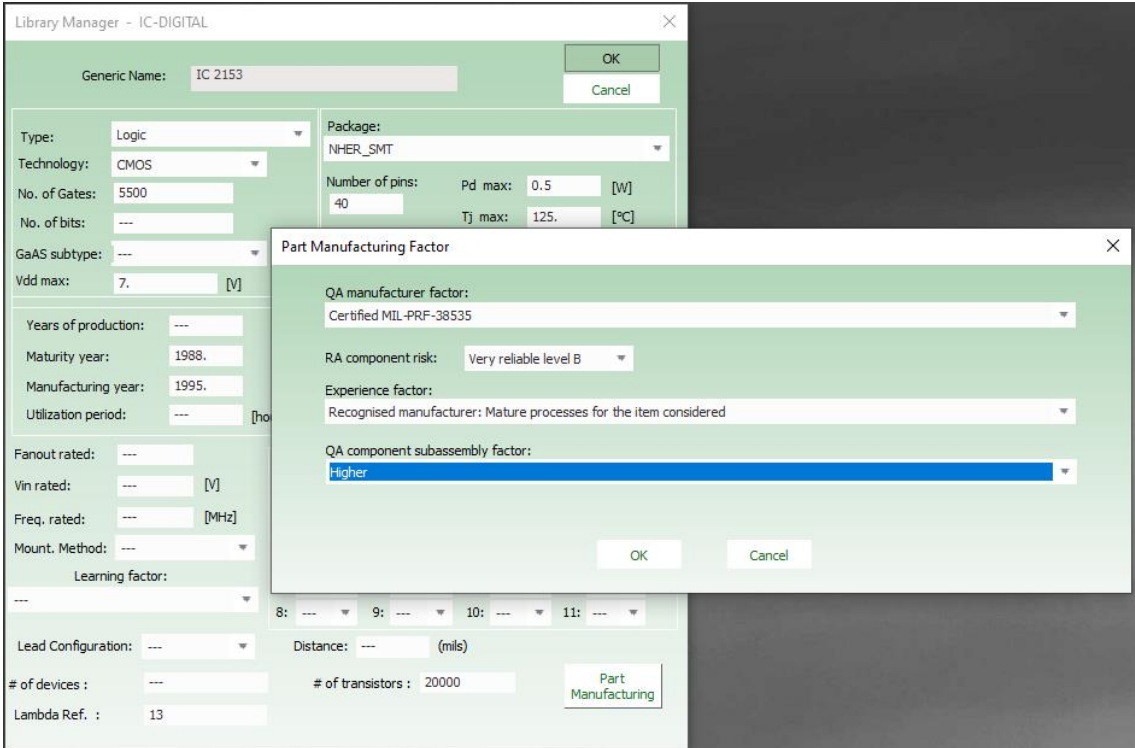 Library Manager - IC-DIGITAL
OK
Generic Name: IC 2153
Cancel
Type: Logic
Technology: CMOS
No. of Gates: 5500
No. of bits: ---
GaAS subtype: ---
Vdd max: 7. [V]
Package:
NHER_SMT
Number of pins:
40
Pd max: 0.5 [W]
Tj max: 125. [°C]
Years of production: ---
Maturity year: 1988.
Manufacturing year: 1995.
Utilization period: ---
Fanout rated: ---
Vin rated: --- [V]
Freq. rated: --- [MHz]
Mount. Method: ---
Learning factor:
---
8: --- 9: --- 10: --- 11: ---
Lead Configuration: --- Distance: --- (mils)
# of devices : --- # of transistors : 20000
Part
Manufacturing
Lambda Ref. : 13
Part Manufacturing Factor
QA manufacturer factor:
Certified MIL-PRF-38535
RA component risk: Very reliable level B
Experience factor:
Recognised manufacturer: Mature processes for the item considered
QA component subassembly factor:
Higher
OK Cancel